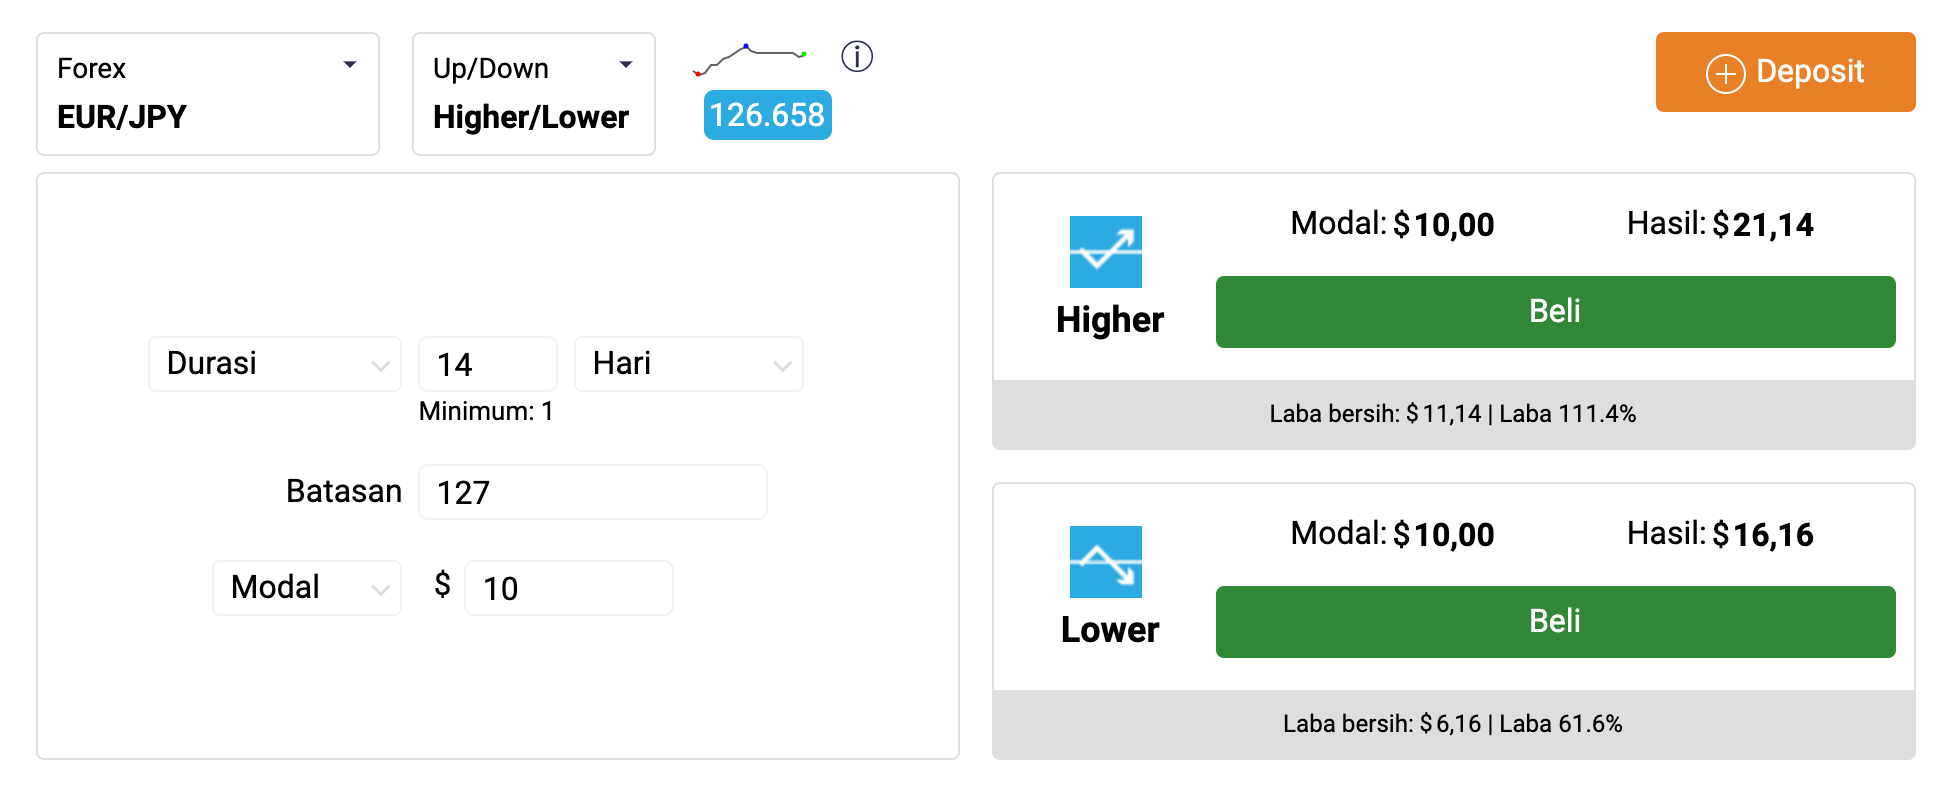 Forex
EUR/JPY
Up/Down
Higher/Lower
126.658
Deposit
Durasi 14 Hari
Minimum: 1
Batasan 127
Modal $ 10
Modal: $10,00 Hasil: $21,14
Higher
Beli
Laba bersih: $11,14 | Laba 111.4%
Modal: $10,00 Hasil: $16,16
Lower
Beli
Laba bersih: $6,16 | Laba 61.6%